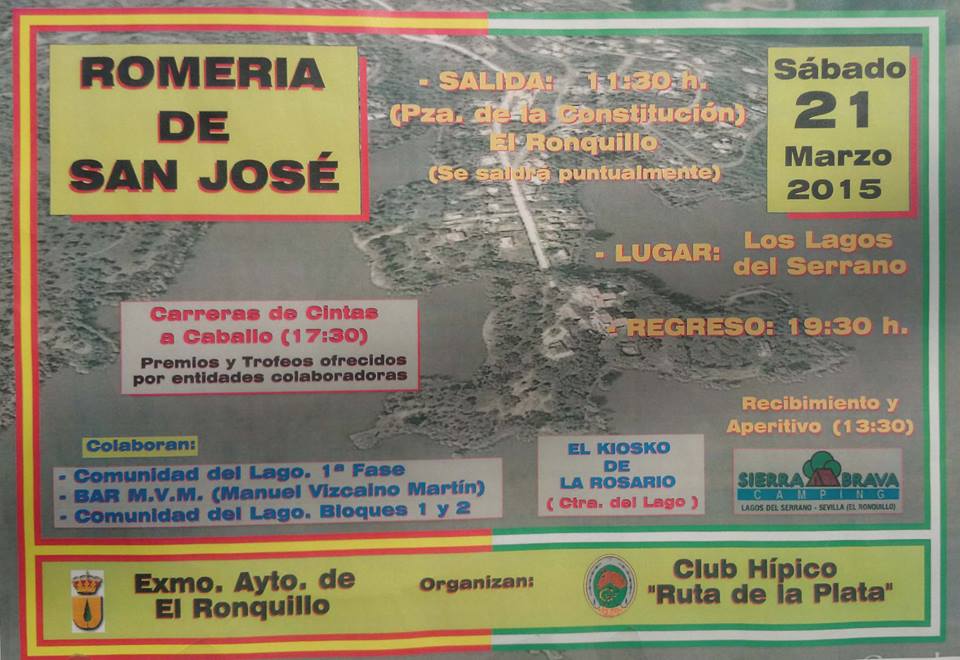 ROMERIA
DE
SAN JOSÉ
- SALIDA: 11:30 h.
(Pza. de la Constitución)
El Ronquillo
(Se saldrá puntualmente)
Sábado
21
Marzo
2015
- LUGAR: Los Lagos
del Serrano
- REGRESO: 19:30 h.
Carreras de Cintas
a Caballo (17:30)
Premios y Trofeos ofrecidos
por entidades colaboradoras
Recibimiento y
Aperitivo (13:30)
Colaboran:
- Comunidad del Lago. 1ª Fase
- BAR M.V.M. (Manuel Vizcaino Martín)
- Comunidad del Lago. Bloques 1 y 2
EL KIOSKO
DE
LA ROSARIO
( Ctra. del Lago )
SIERRA BRAVA
CAMPING
LAGOS DEL SERRANO - SEVILLA (EL RONQUILLO)
Exmo. Ayto. de
El Ronquillo
Organizan:
Club Hípico
"Ruta de la Plata"